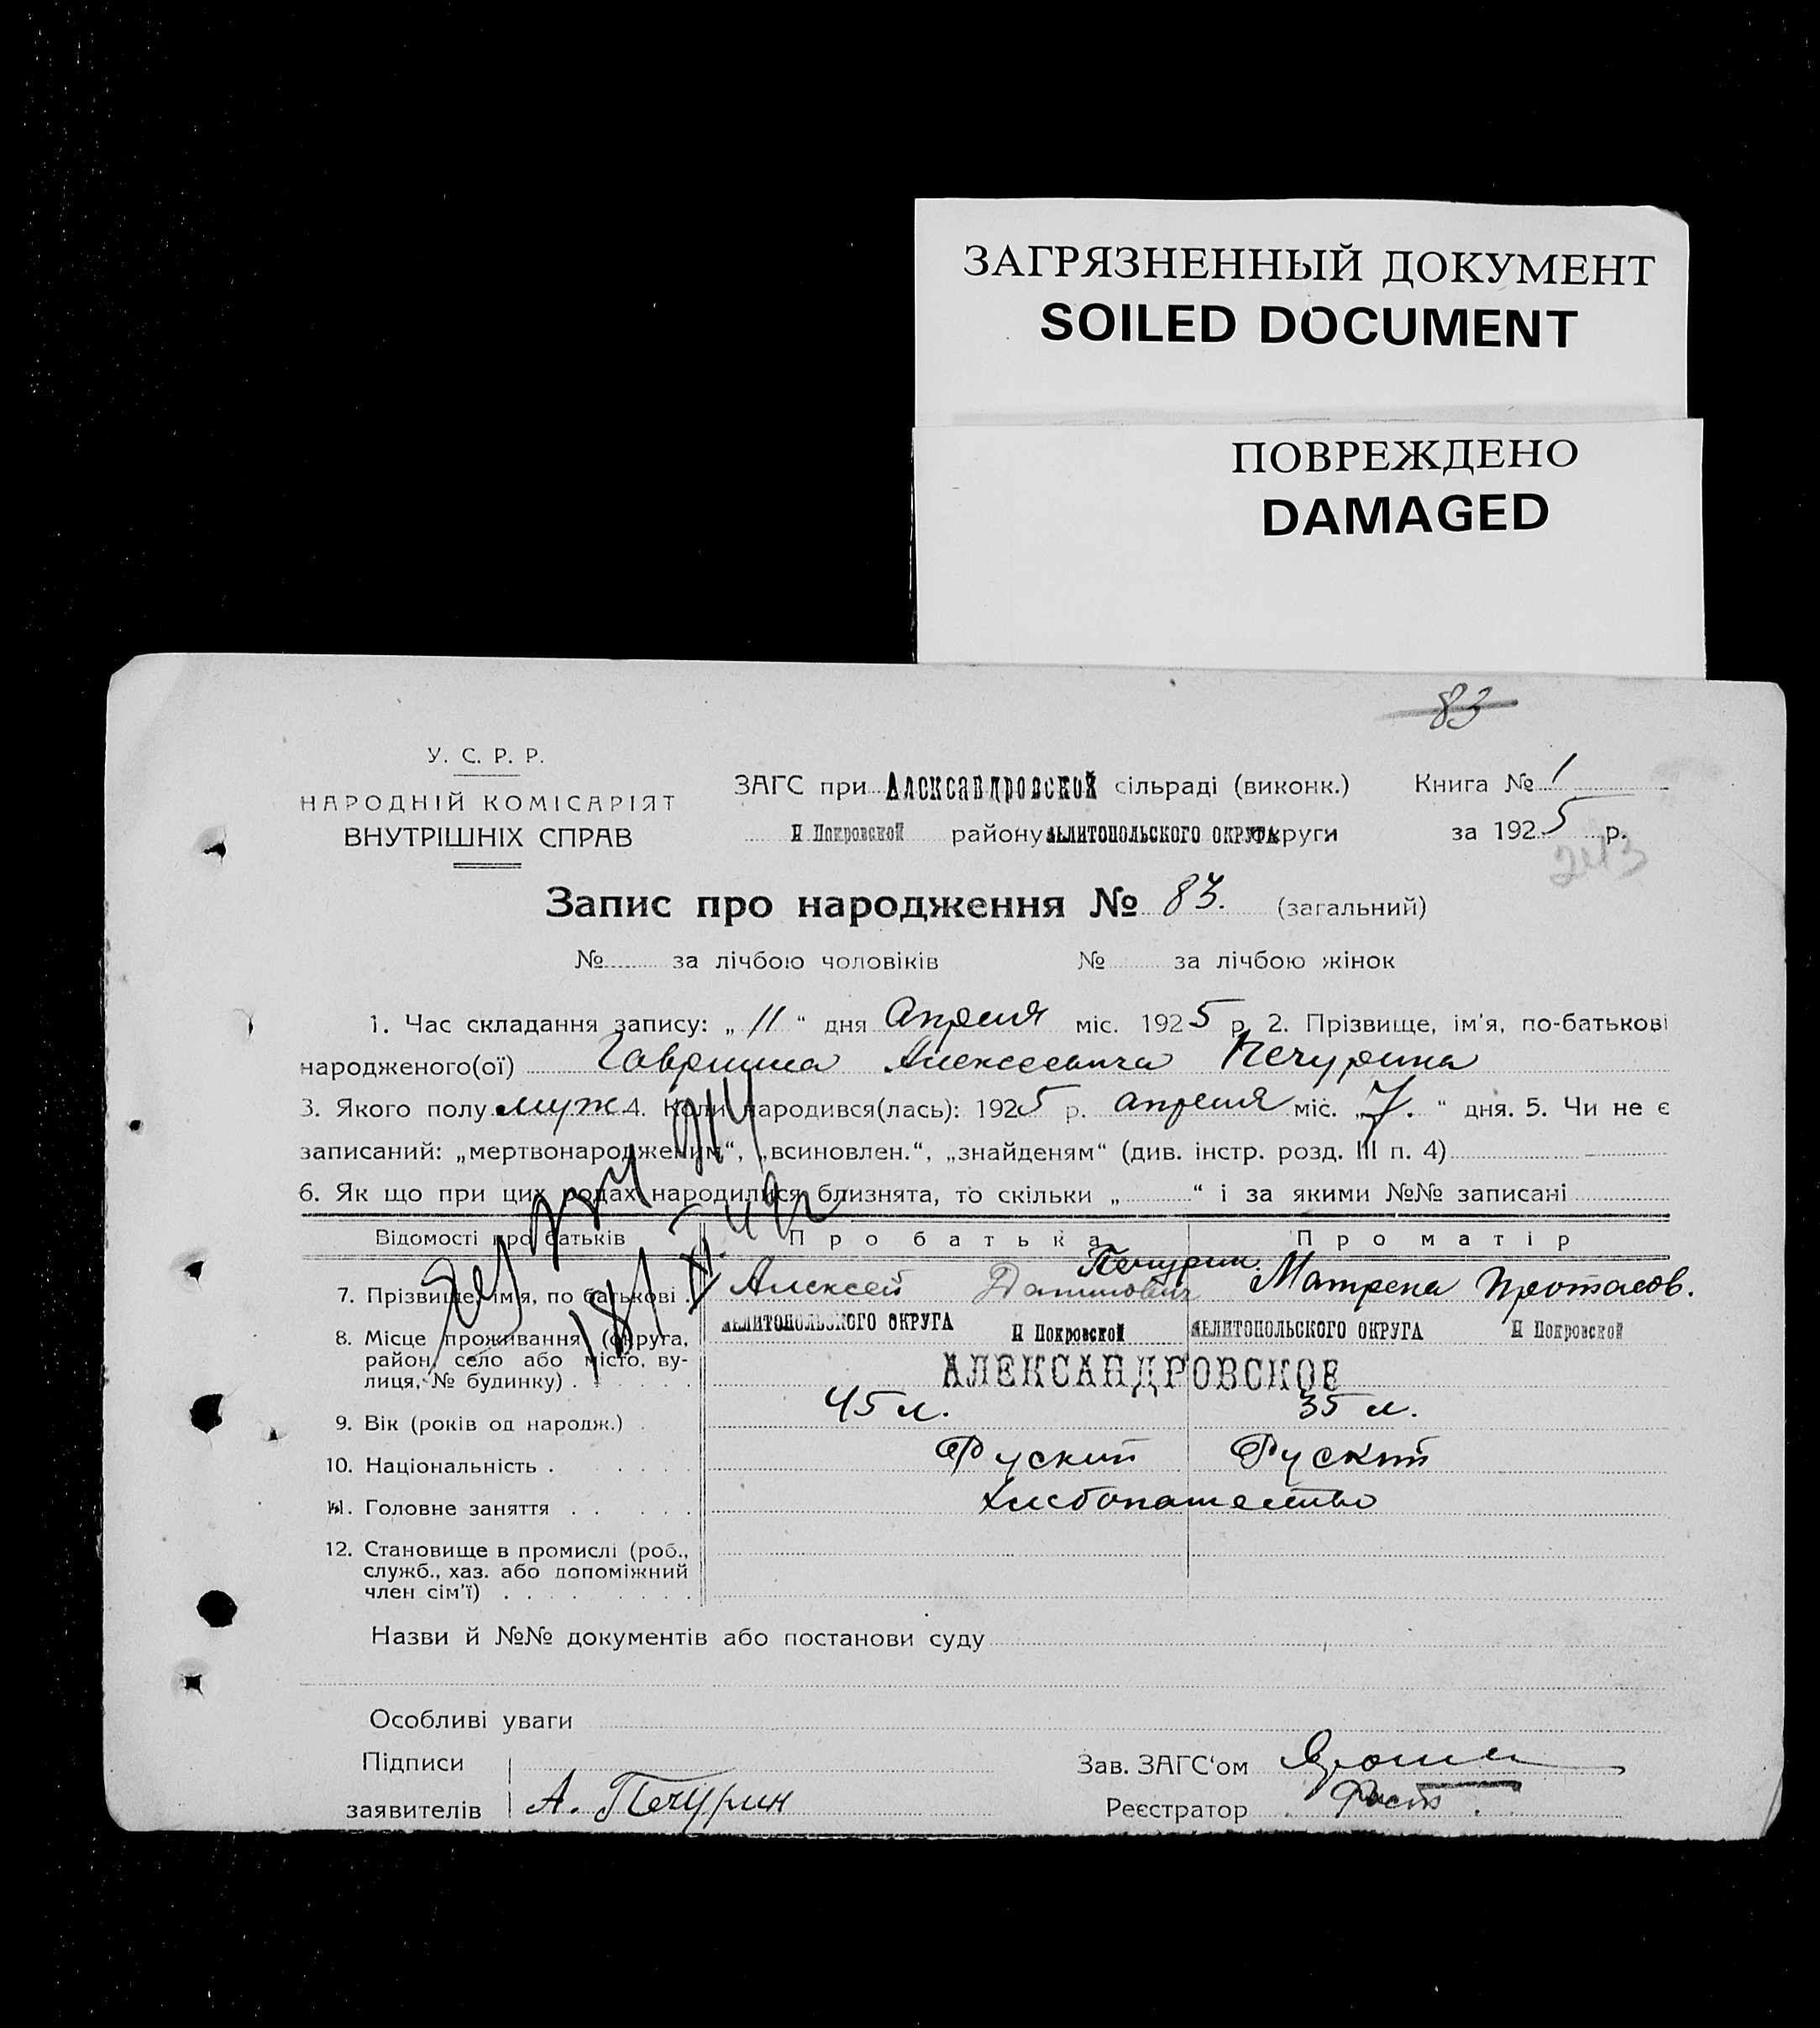 ЗАГРЯЗНЕННЫЙ ДОКУМЕНТ
SOILED DOCUMENT
ПОВРЕЖДЕНО
DAMAGED
83
У. С. Р. Р.
НАРОДНІЙ КОМІСАРІЯТ
ВНУТРІШНІХ СПРАВ
ЗАГС при Александровской сільраді (виконк.) Книга № 1
Н Покровской району МЕЛИТОПОЛЬСКОГО ОКРУГА округи за 1925 р.
243
Запис про народження № 83. (загальний)
№ за лічбою чоловіків № за лічбою жінок
1. Час складання запису: „ 11 “ дня Апреля міс. 1925 р. 2. Прізвище, ім’я, по-батькові
народженого(ої) Гавриила Алексеевича Печурина
3. Якого полу муж 4. Коли народився(лась): 1925 р. апреля міс. „ 7. “ дня. 5. Чи не є
записаний: „мертвонародженим“, „всиновлен.“, „знайденям“ (див. інстр. розд. III п. 4)
6. Як що при цих родах народилися близнята, то скільки „ “ і за якими №№ записані
Відомості про батьків Про батька Про матір
Печурин.
7. Прізвище, ім’я, по батькові . Алексей Матрена Протасов.
8. Місце проживання (округа, МЕЛИТОПОЛЬСКОГО ОКРУГА Н Покровской МЕЛИТОПОЛЬСКОГО ОКРУГА Н Покровской
район, село або місто, ву-
лиця, № будинку) . АЛЕКСАНДРОВСКОЕ
9. Вік (років од народж.) . 45 л. 35 л.
10. Національність . Руский Руский
11. Головне заняття . . Хлебопашество
12. Становище в промислі (роб.,
служб., хаз. або допоміжний
член сім’ї) . .
Назви й №№ документів або постанови суду
Особливі уваги
Підписи
заявителів А. Печурин
Зав. ЗАГС‘ом
Реєстратор